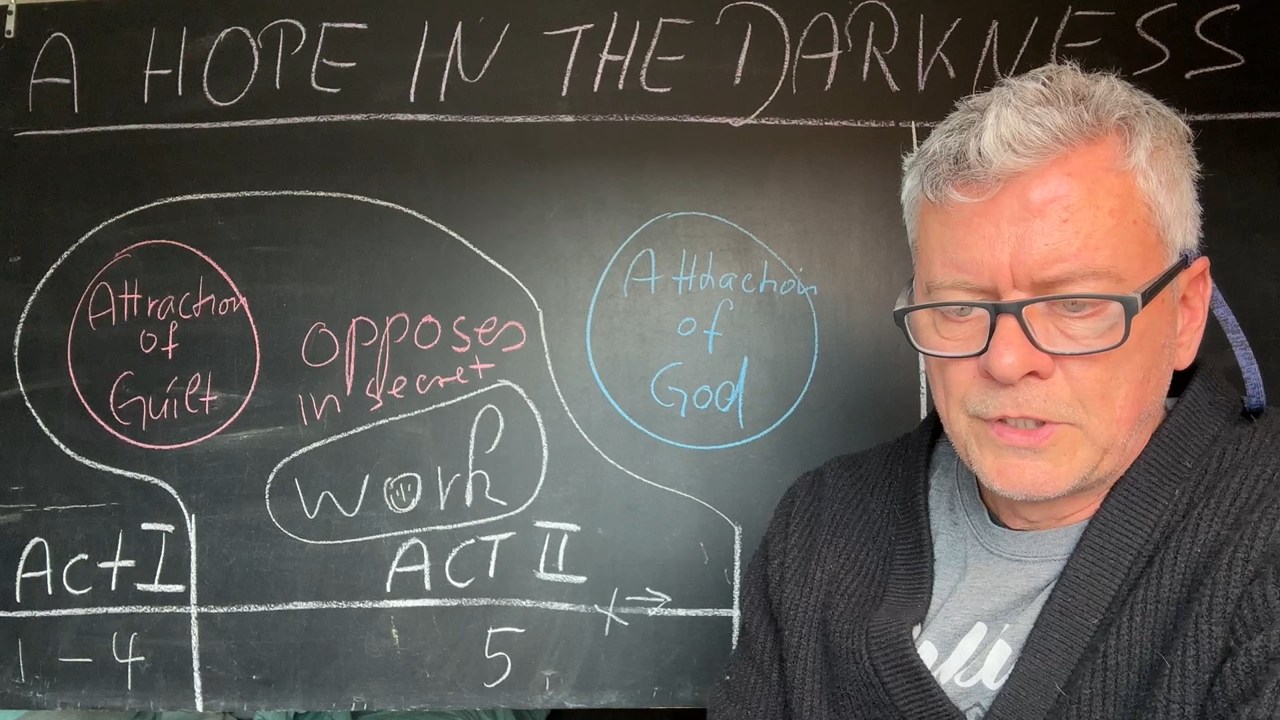 A HOPE IN THE DARKNESS
Attraction
of
Guilt
opposes
in secret
Work
Attraction
of
God
Act I
ACT II
1-4
5